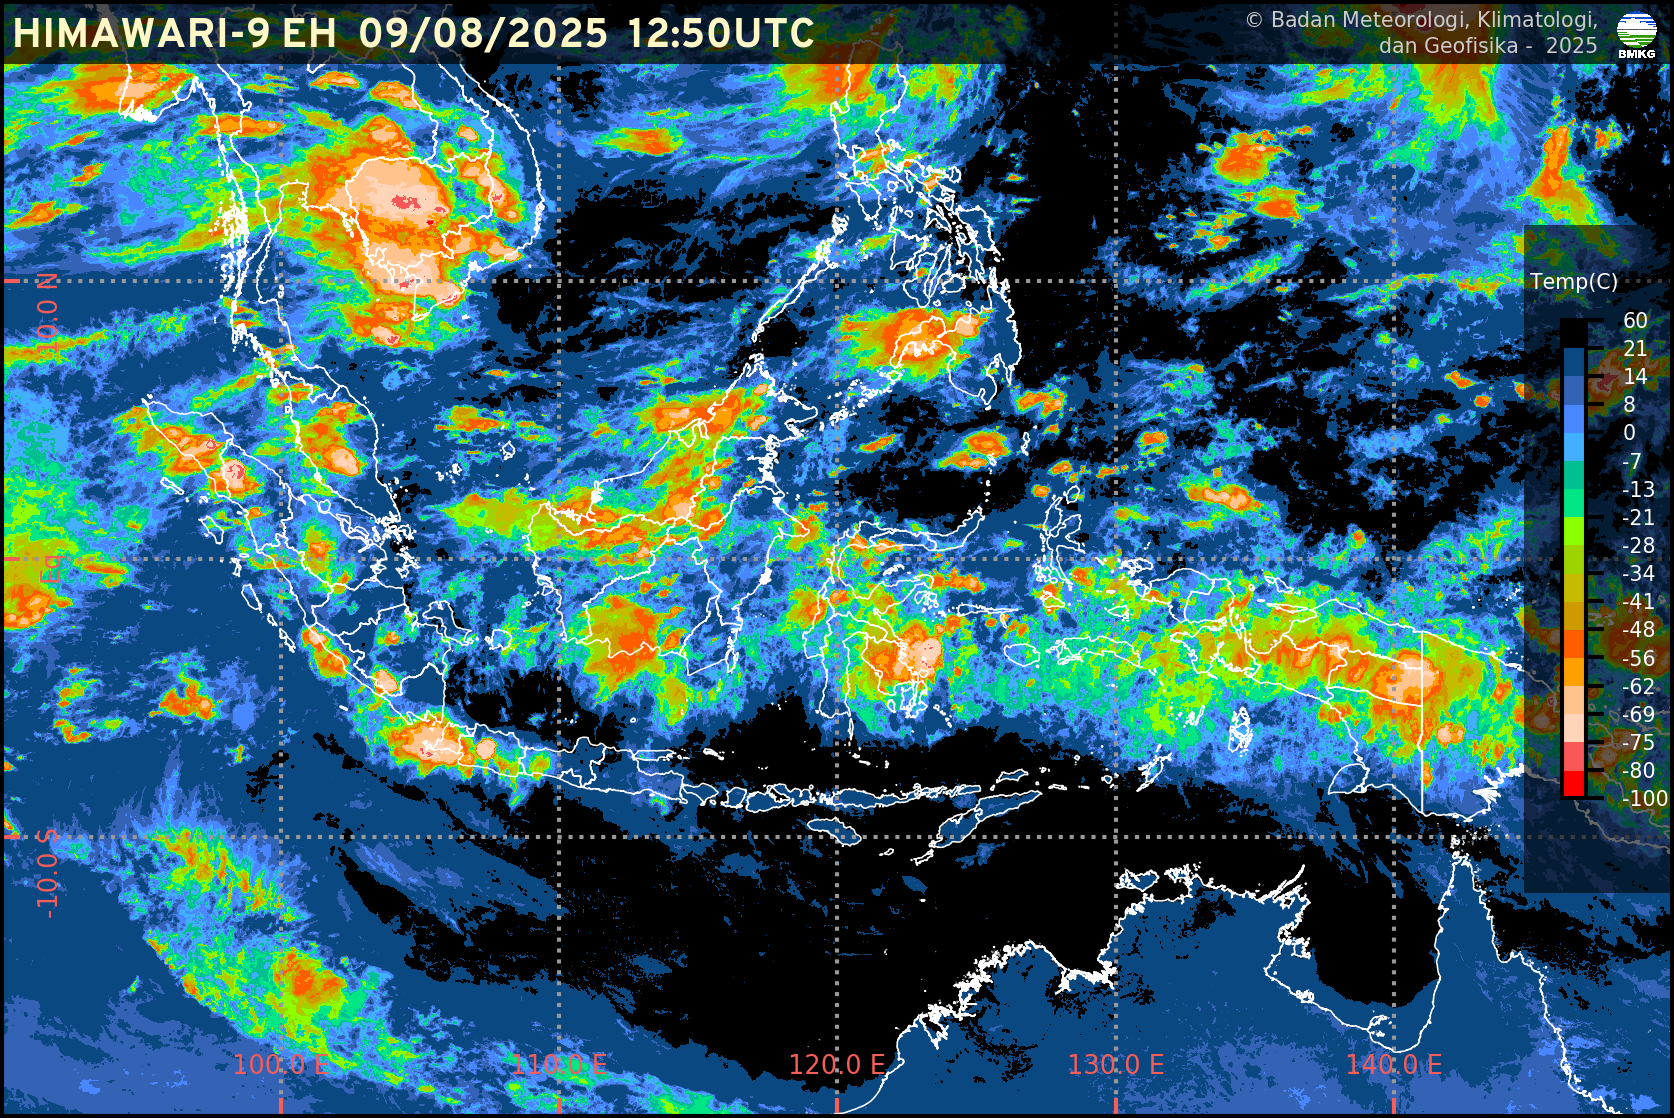 HIMAWARI-9 EH 09/08/2025 12:50UTC
© Badan Meteorologi, Klimatologi,
dan Geofisika - 2025
BMKG
Temp(C)
60
21
14
8
0
-7
-13
-21
-28
-34
-41
-48
-56
-62
-69
-75
-80
-100
Eq
-10.0 S
100.0 E
110.0 E
120.0 E
130.0 E
140.0 E